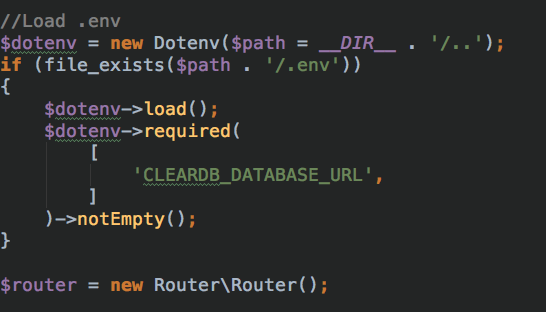 //Load .env
$dotenv = new Dotenv($path = __DIR__ . '/..');
if (file_exists($path . '/.env'))
{
    $dotenv->load();
    $dotenv->required(
        [
            'CLEARDB_DATABASE_URL',
        ]
    )->notEmpty();
}
$router = new Router\Router();